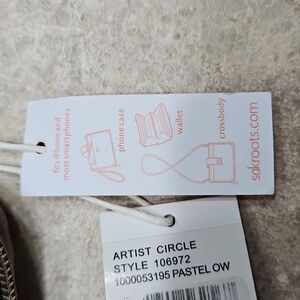 fits iPhone and
most smartphones
phone case
wallet
crossbody
sakroots.com
ARTIST CIRCLE
STYLE 106972
1000053195 PASTEL OW